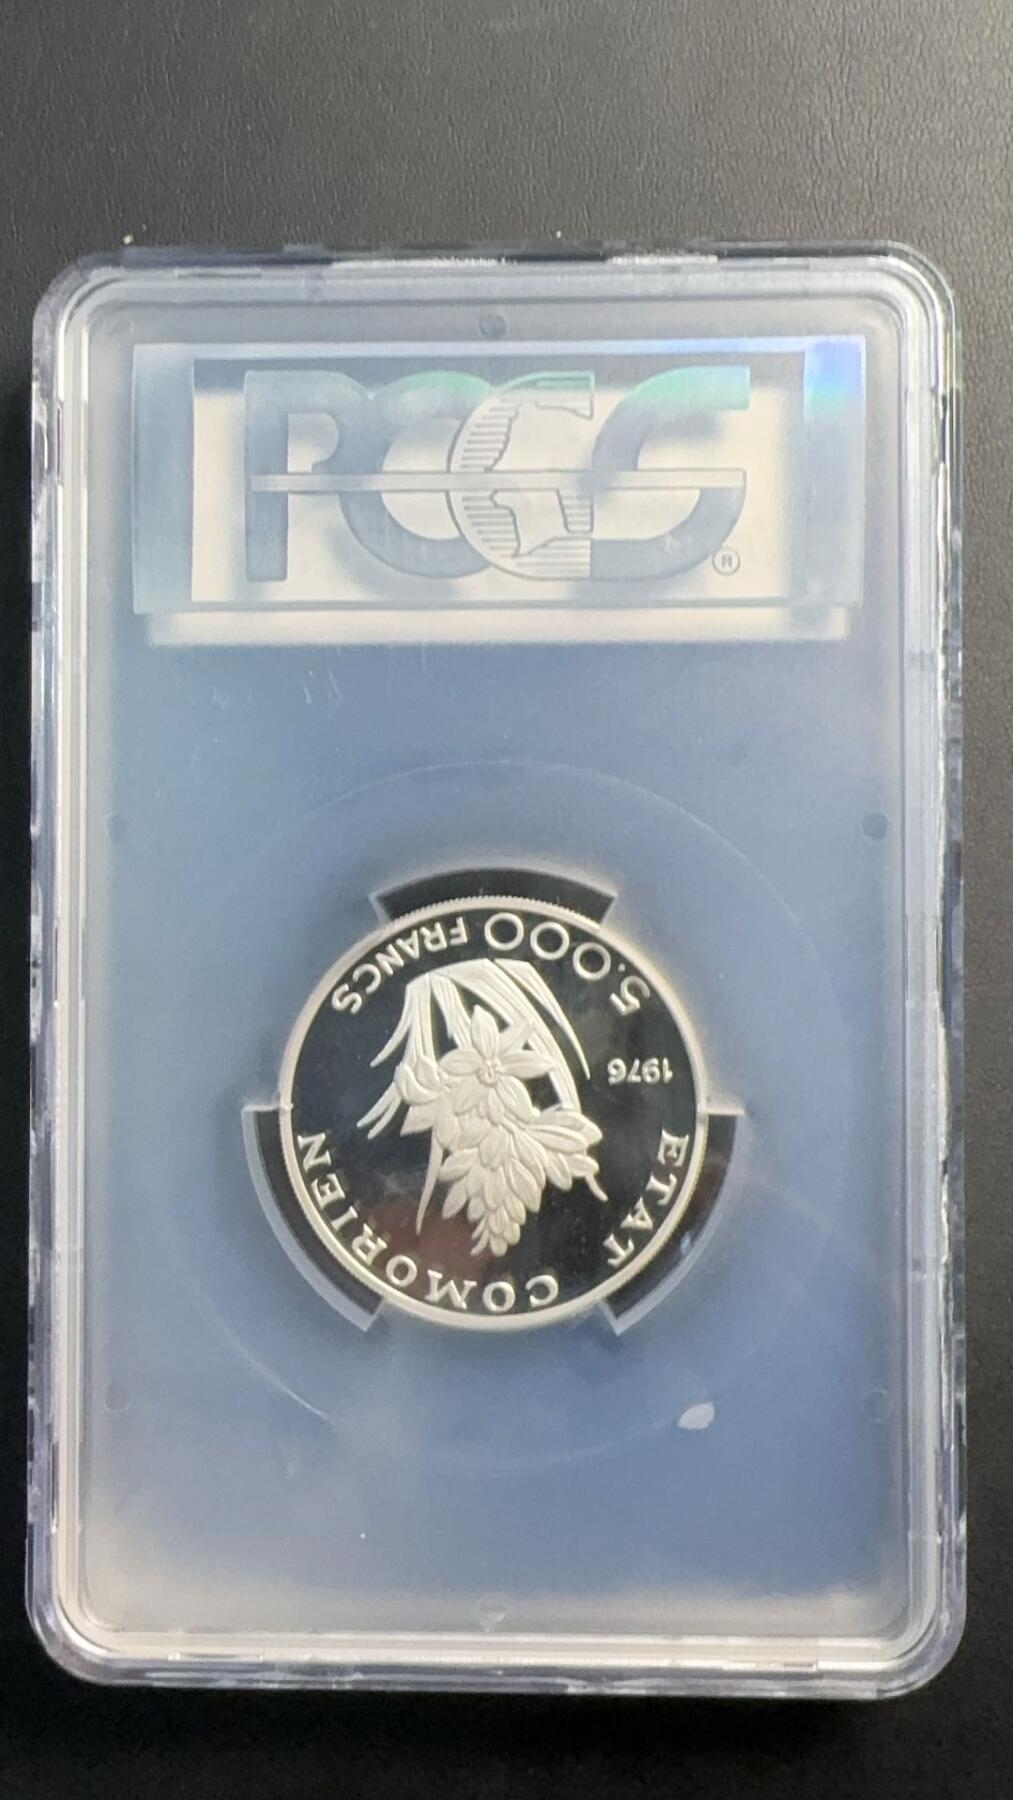 PCGS
®
ETAT COMORIEN
1976
5.000 FRANCS